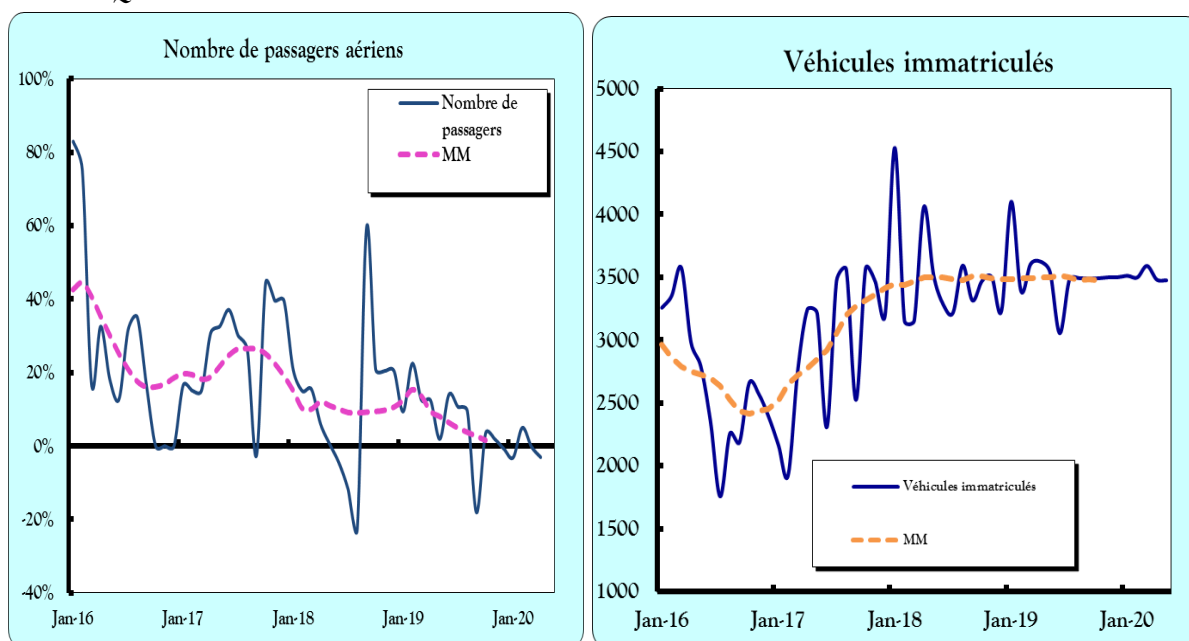 Nombre de passagers aériens
100%
80%
60%
40%
20%
0%
-20%
-40%
Jan-16 Jan-17 Jan-18 Jan-19 Jan-20
Nombre de
passagers
MM
Véhicules immatriculés
5000
4500
4000
3500
3000
2500
2000
1500
1000
Jan-16 Jan-17 Jan-18 Jan-19 Jan-20
Véhicules immatriculés
MM